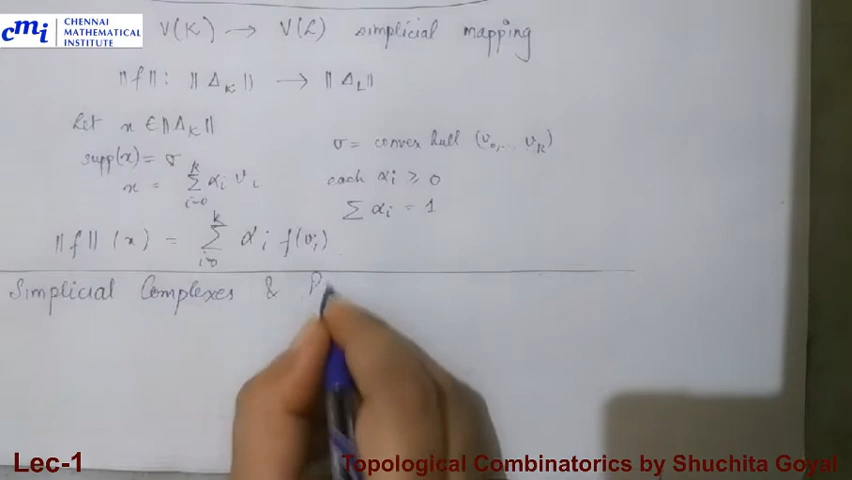 cmi CHENNAI
MATHEMATICAL
INSTITUTE
V(K) → V(L) simplicial mapping
||f||: ||Δ_K|| → ||Δ_L||
Let x ∈ ||Δ_K||
supp(x) = σ σ = convex hull (v_0, ... v_k)
x = Σ_{i=0}^{k} α_i v_i each α_i ≥ 0
Σ α_i = 1
||f||(x) = Σ_{i=0}^{k} α_i f(v_i)
Simplicial Complexes & P
Lec-1
Topological Combinatorics by Shuchita Goyal